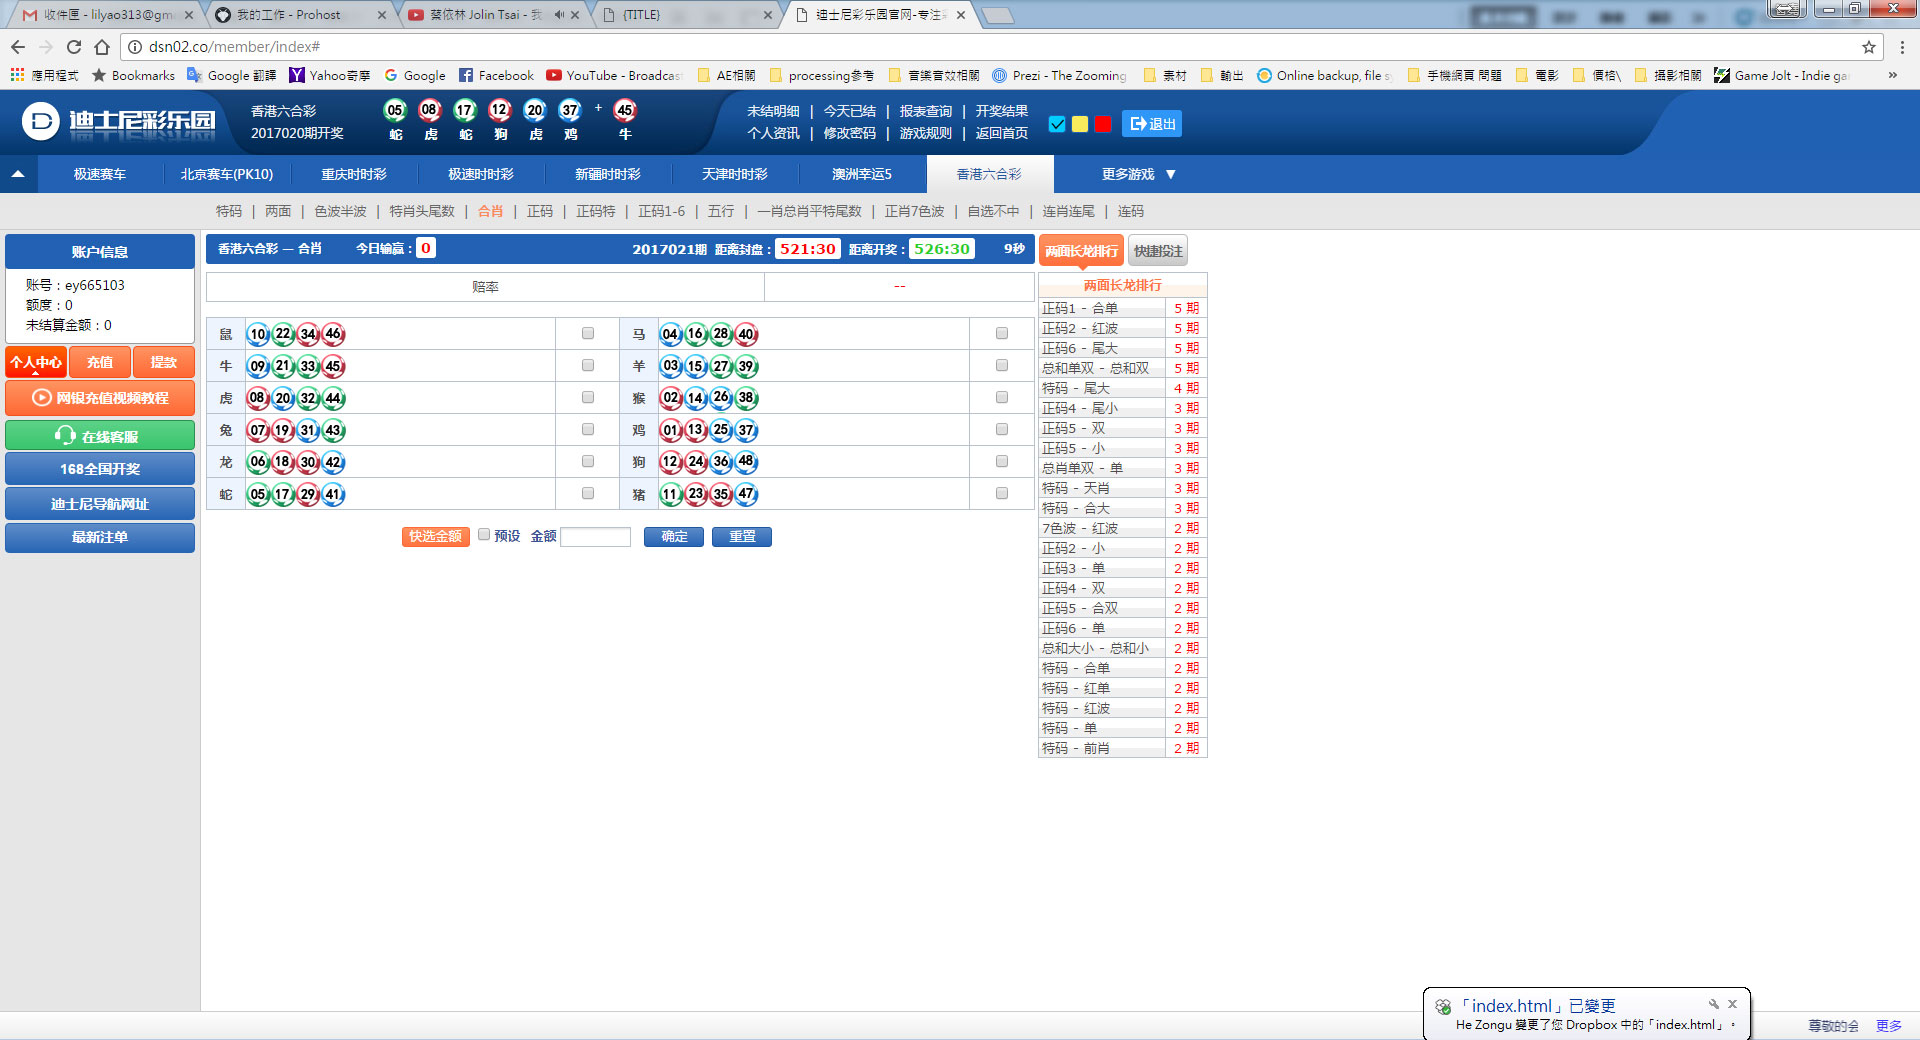 收件匣 - lilyao313@gm
我的工作 - Prohost
蔡依林 Jolin Tsai - 我
{TITLE}
迪士尼彩乐园官网-专注
dsn02.co/member/index#
應用程式 Bookmarks Google 翻譯 Yahoo奇摩 Google Facebook YouTube - Broadcas AE相關 processing參考 音樂音效相關 Prezi - The Zooming 素材 輸出 Online backup, file s 手機網頁 問題 電影 價格\ 攝影相關 Game Jolt - Indie ga »
迪士尼彩乐园
香港六合彩
2017020期开奖
05 08 17 12 20 37 + 45
蛇 虎 蛇 狗 虎 鸡 牛
未结明细 | 今天已结 | 报表查询 | 开奖结果
个人资讯 | 修改密码 | 游戏规则 | 返回首页
退出
极速赛车 北京赛车(PK10) 重庆时时彩 极速时时彩 新疆时时彩 天津时时彩 澳洲幸运5 香港六合彩 更多游戏 ▼
特码 | 两面 | 色波半波 | 特肖头尾数 | 合肖 | 正码 | 正码特 | 正码1-6 | 五行 | 一肖总肖平特尾数 | 正肖7色波 | 自选不中 | 连肖连尾 | 连码
账户信息
账号：ey665103
额度：0
未结算金额：0
个人中心 充值 提款
网银充值视频教程
在线客服
168全国开奖
迪士尼导航网址
最新注单
香港六合彩 — 合肖 今日输赢：0 2017021期 距离封盘：521:30 距离开奖：526:30 9秒
赔率 --
鼠 10 22 34 46 马 04 16 28 40
牛 09 21 33 45 羊 03 15 27 39
虎 08 20 32 44 猴 02 14 26 38
兔 07 19 31 43 鸡 01 13 25 37
龙 06 18 30 42 狗 12 24 36 48
蛇 05 17 29 41 猪 11 23 35 47
快选金额 预设 金额 确定 重置
两面长龙排行 快捷投注
两面长龙排行
正码1 - 合单 5 期
正码2 - 红波 5 期
正码6 - 尾大 5 期
总和单双 - 总和双 5 期
特码 - 尾大 4 期
正码4 - 尾小 3 期
正码5 - 双 3 期
正码5 - 小 3 期
总肖单双 - 单 3 期
特码 - 天肖 3 期
特码 - 合大 3 期
7色波 - 红波 2 期
正码2 - 小 2 期
正码3 - 单 2 期
正码4 - 双 2 期
正码5 - 合双 2 期
正码6 - 单 2 期
总和大小 - 总和小 2 期
特码 - 合单 2 期
特码 - 红单 2 期
特码 - 红波 2 期
特码 - 单 2 期
特码 - 前肖 2 期
「index.html」已變更
He Zongu 變更了您 Dropbox 中的「index.html」。
尊敬的会 更多